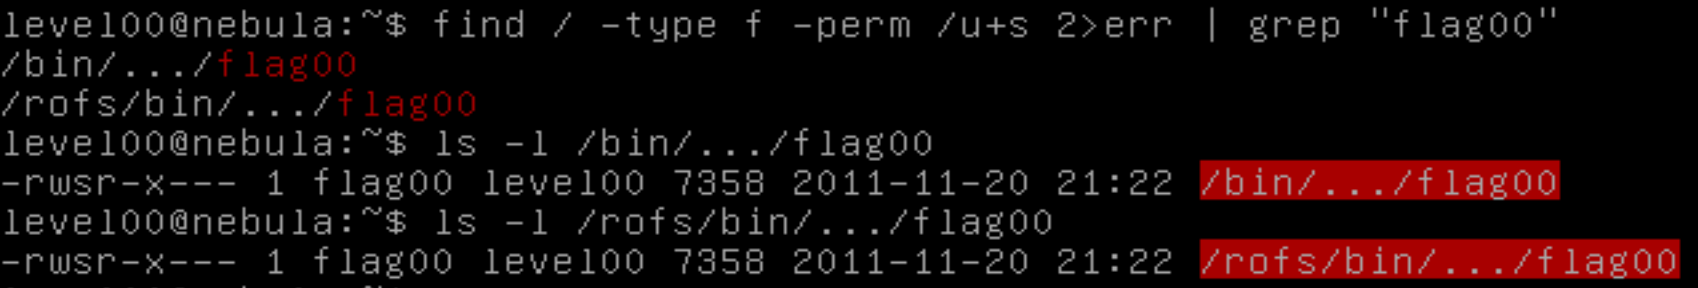 level00@nebula:~$ find / -type f -perm /u+s 2>err | grep "flag00"
/bin/.../flag00
/rofs/bin/.../flag00
level00@nebula:~$ ls -l /bin/.../flag00
-rwsr-x--- 1 flag00 level00 7358 2011-11-20 21:22 /bin/.../flag00
level00@nebula:~$ ls -l /rofs/bin/.../flag00
-rwsr-x--- 1 flag00 level00 7358 2011-11-20 21:22 /rofs/bin/.../flag00